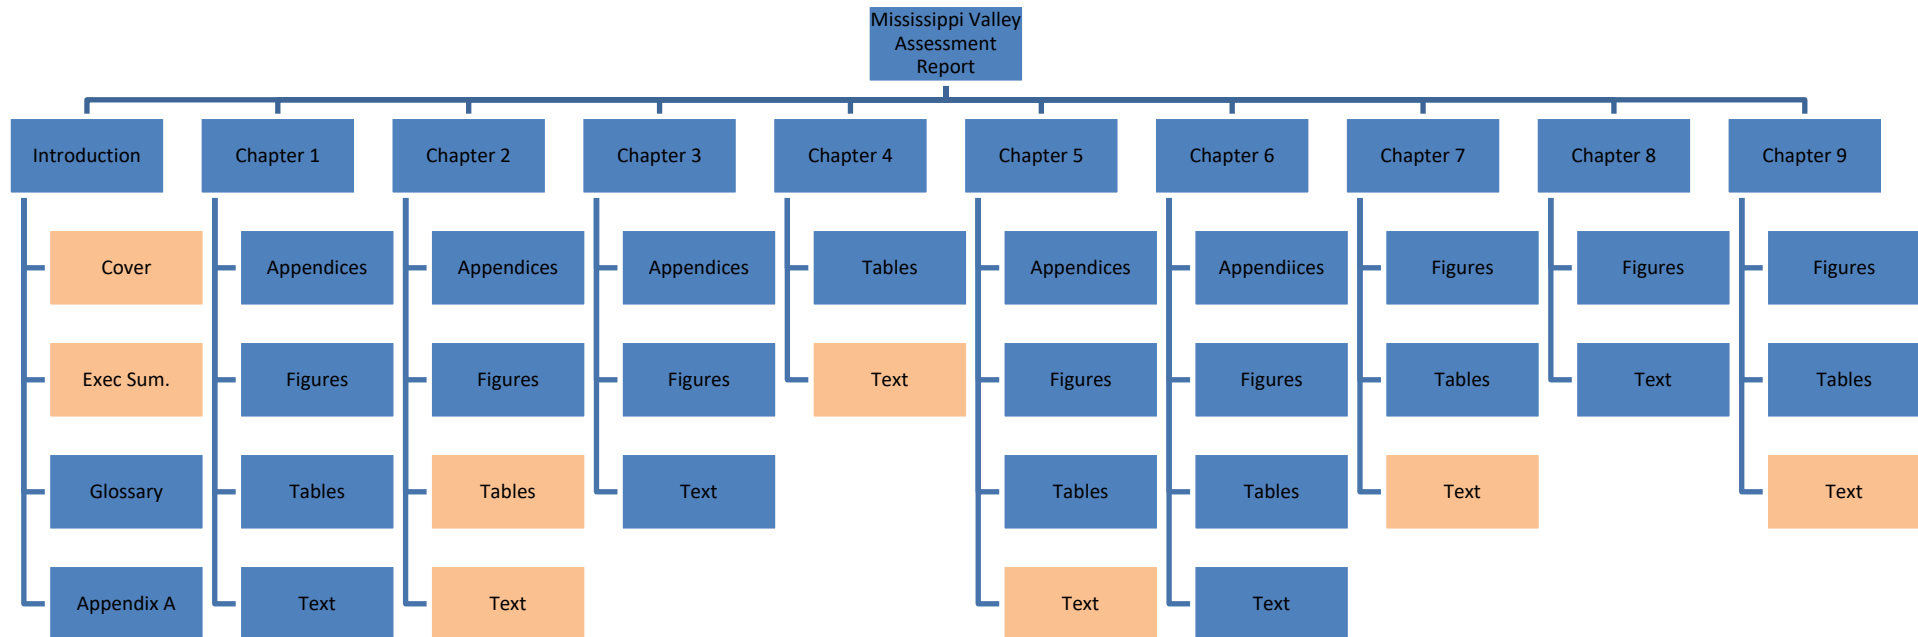 Mississippi Valley
Assessment
Report
Introduction
Chapter 1
Chapter 2
Chapter 3
Chapter 4
Chapter 5
Chapter 6
Chapter 7
Chapter 8
Chapter 9
Cover
Appendices
Appendices
Appendices
Tables
Appendices
Appendiices
Figures
Figures
Figures
Exec Sum.
Figures
Figures
Figures
Text
Figures
Figures
Tables
Text
Tables
Glossary
Tables
Tables
Text
Tables
Tables
Text
Text
Appendix A
Text
Text
Text
Text